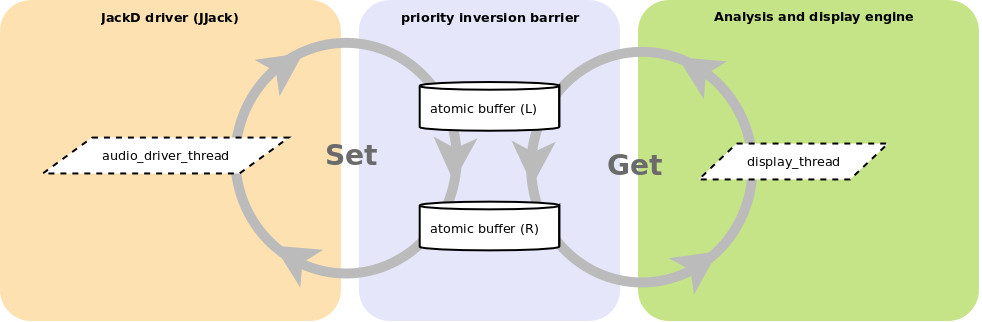 JackD driver (JJack)
priority inversion barrier
Analysis and display engine
atomic buffer (L)
audio_driver_thread
Set
Get
display_thread
atomic buffer (R)